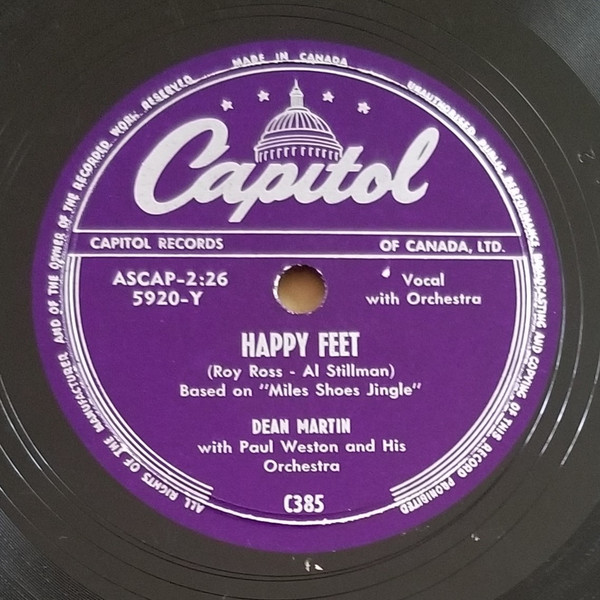 MADE IN CANADA
ALL RIGHTS OF THE MANUFACTURER AND OF THE OWNER OF THE RECORDED WORK RESERVED
UNAUTHORISED PUBLIC PERFORMANCE BROADCASTING AND COPYING OF THIS RECORD PROHIBITED
Capitol
CAPITOL RECORDS OF CANADA, LTD.
ASCAP-2:26
5920-Y
Vocal
with Orchestra
HAPPY FEET
(Roy Ross - Al Stillman)
Based on "Miles Shoes Jingle"
DEAN MARTIN
with Paul Weston and His
Orchestra
C385